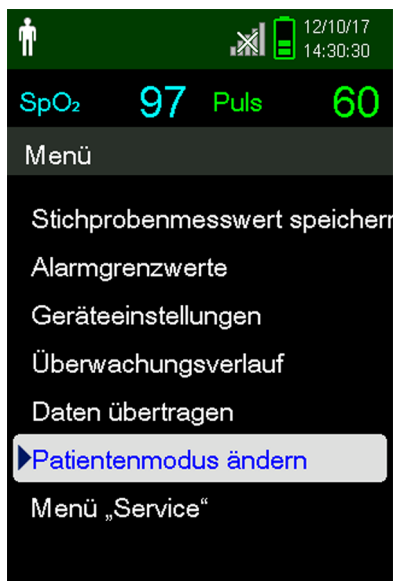 12/10/17
14:30:30
SpO₂ 97 Puls 60
Menü
Stichprobenmesswert speichern
Alarmgrenzwerte
Geräteeinstellungen
Überwachungsverlauf
Daten übertragen
Patientenmodus ändern
Menü „Service“